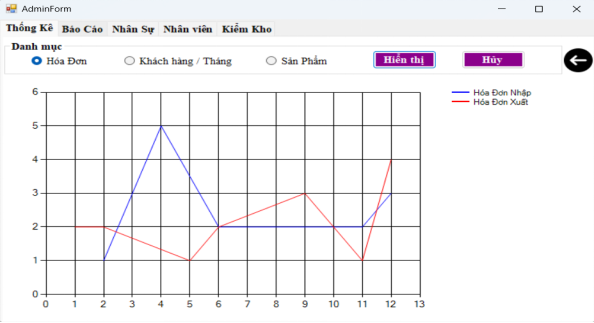 AdminForm
Thống Kê Báo Cáo Nhân Sự Nhân viên Kiểm Kho
Danh mục
Hóa Đơn Khách hàng / Tháng Sản Phẩm Hiển thị Hủy
Hóa Đơn Nhập
Hóa Đơn Xuất
6
5
4
3
2
1
0
0 1 2 3 4 5 6 7 8 9 10 11 12 13